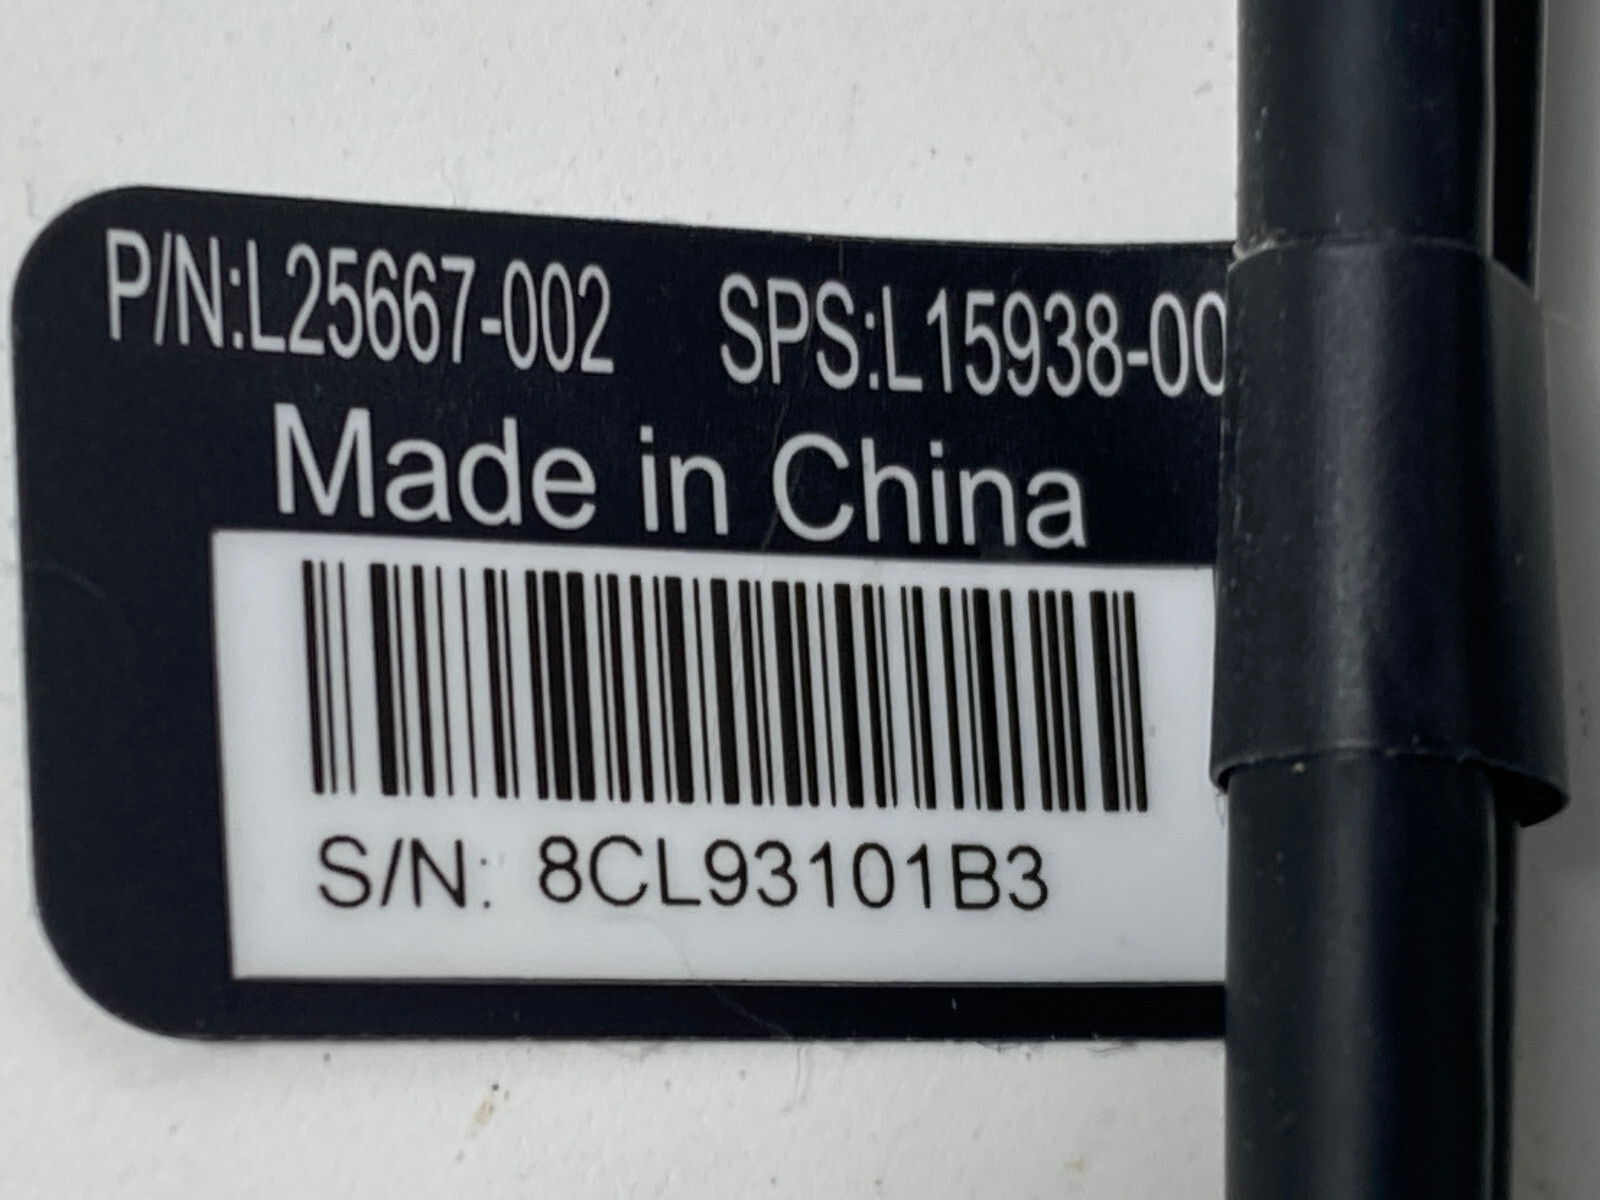 P/N:L25667-002 SPS:L15938-00
Made in China
S/N: 8CL93101B3